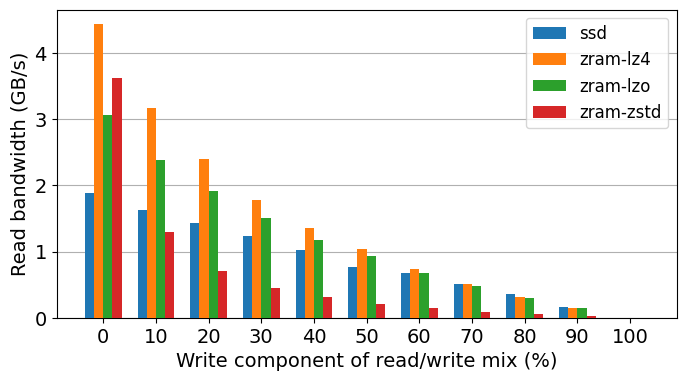 Read bandwidth (GB/s)
4
3
2
1
0
ssd
zram-lz4
zram-lzo
zram-zstd
0 10 20 30 40 50 60 70 80 90 100
Write component of read/write mix (%)